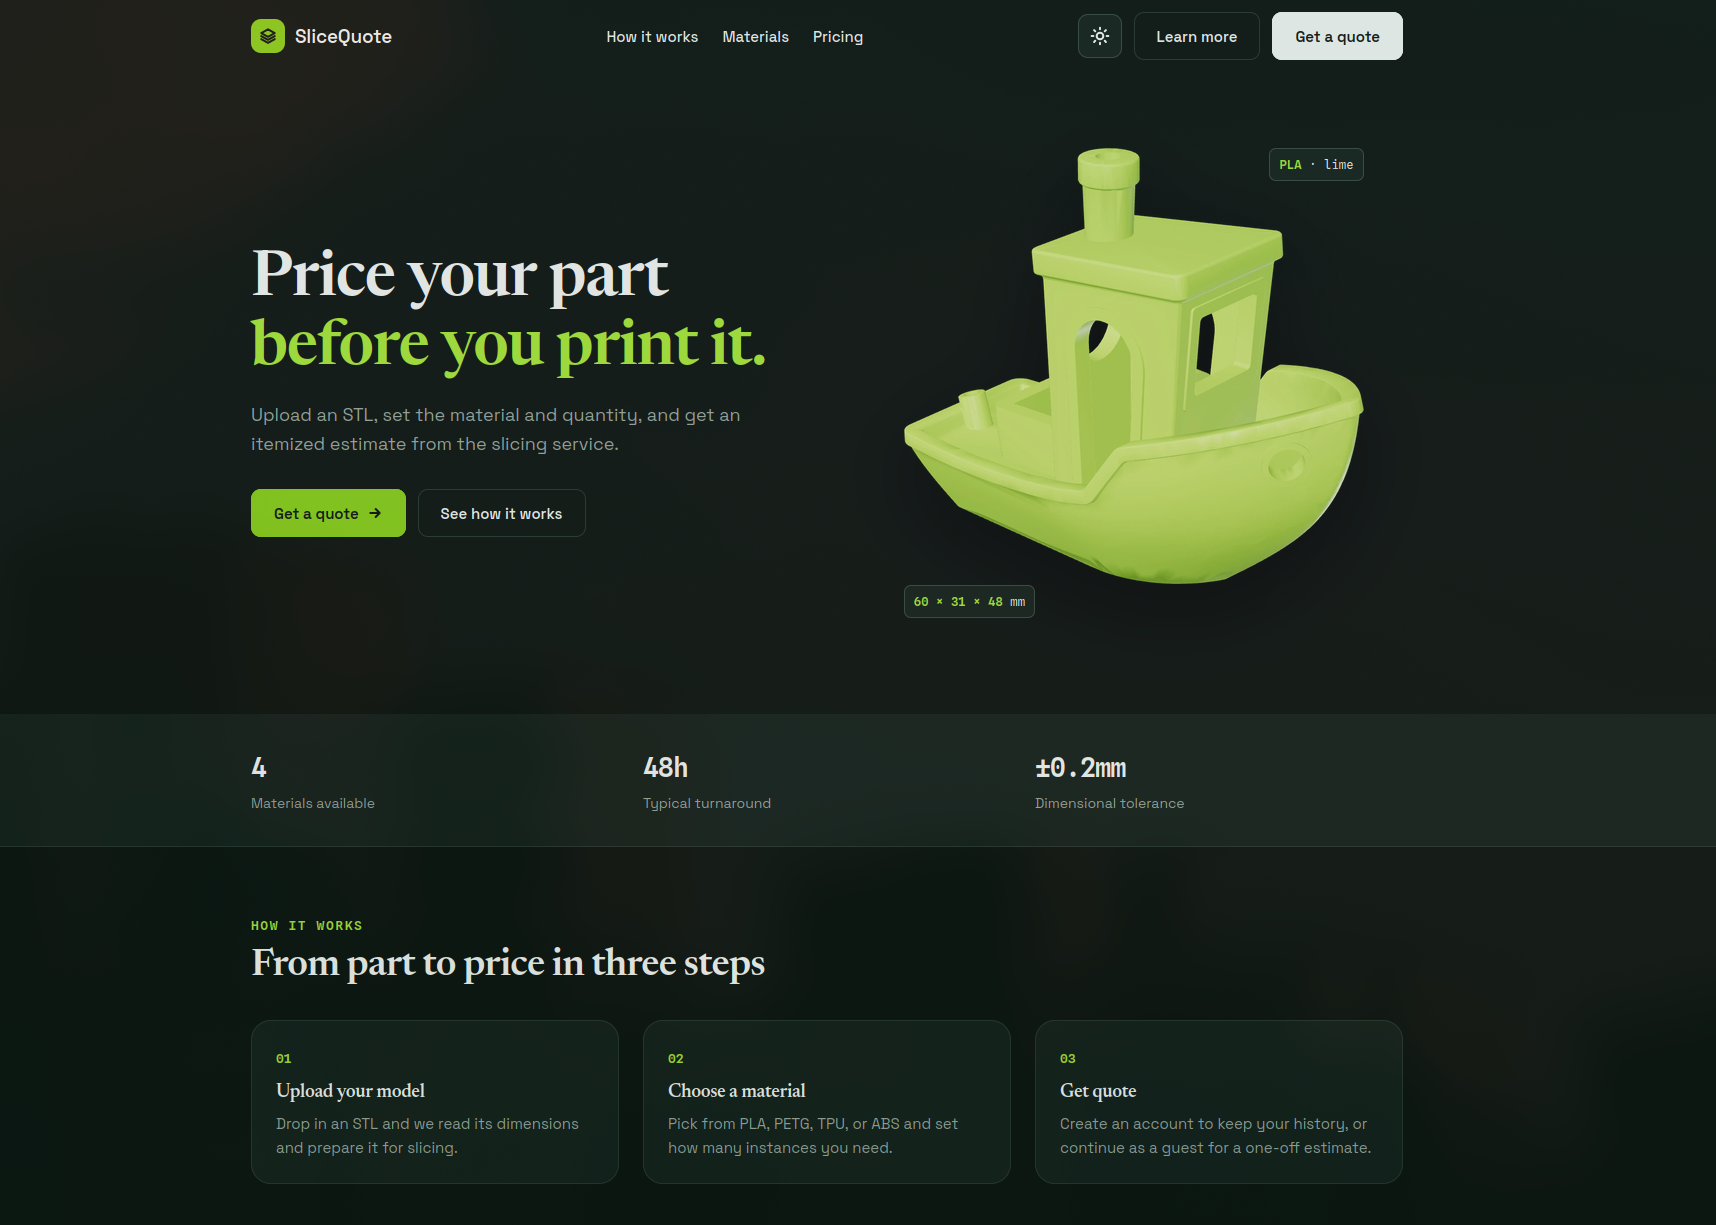 SliceQuote
How it works
Materials
Pricing
Learn more
Get a quote
PLA · lime
Price your part
before you print it.
Upload an STL, set the material and quantity, and get an
itemized estimate from the slicing service.
Get a quote →
See how it works
60 × 31 × 48 mm
4
Materials available
48h
Typical turnaround
±0.2mm
Dimensional tolerance
HOW IT WORKS
From part to price in three steps
01
Upload your model
Drop in an STL and we read its dimensions
and prepare it for slicing.
02
Choose a material
Pick from PLA, PETG, TPU, or ABS and set
how many instances you need.
03
Get quote
Create an account to keep your history, or
continue as a guest for a one-off estimate.